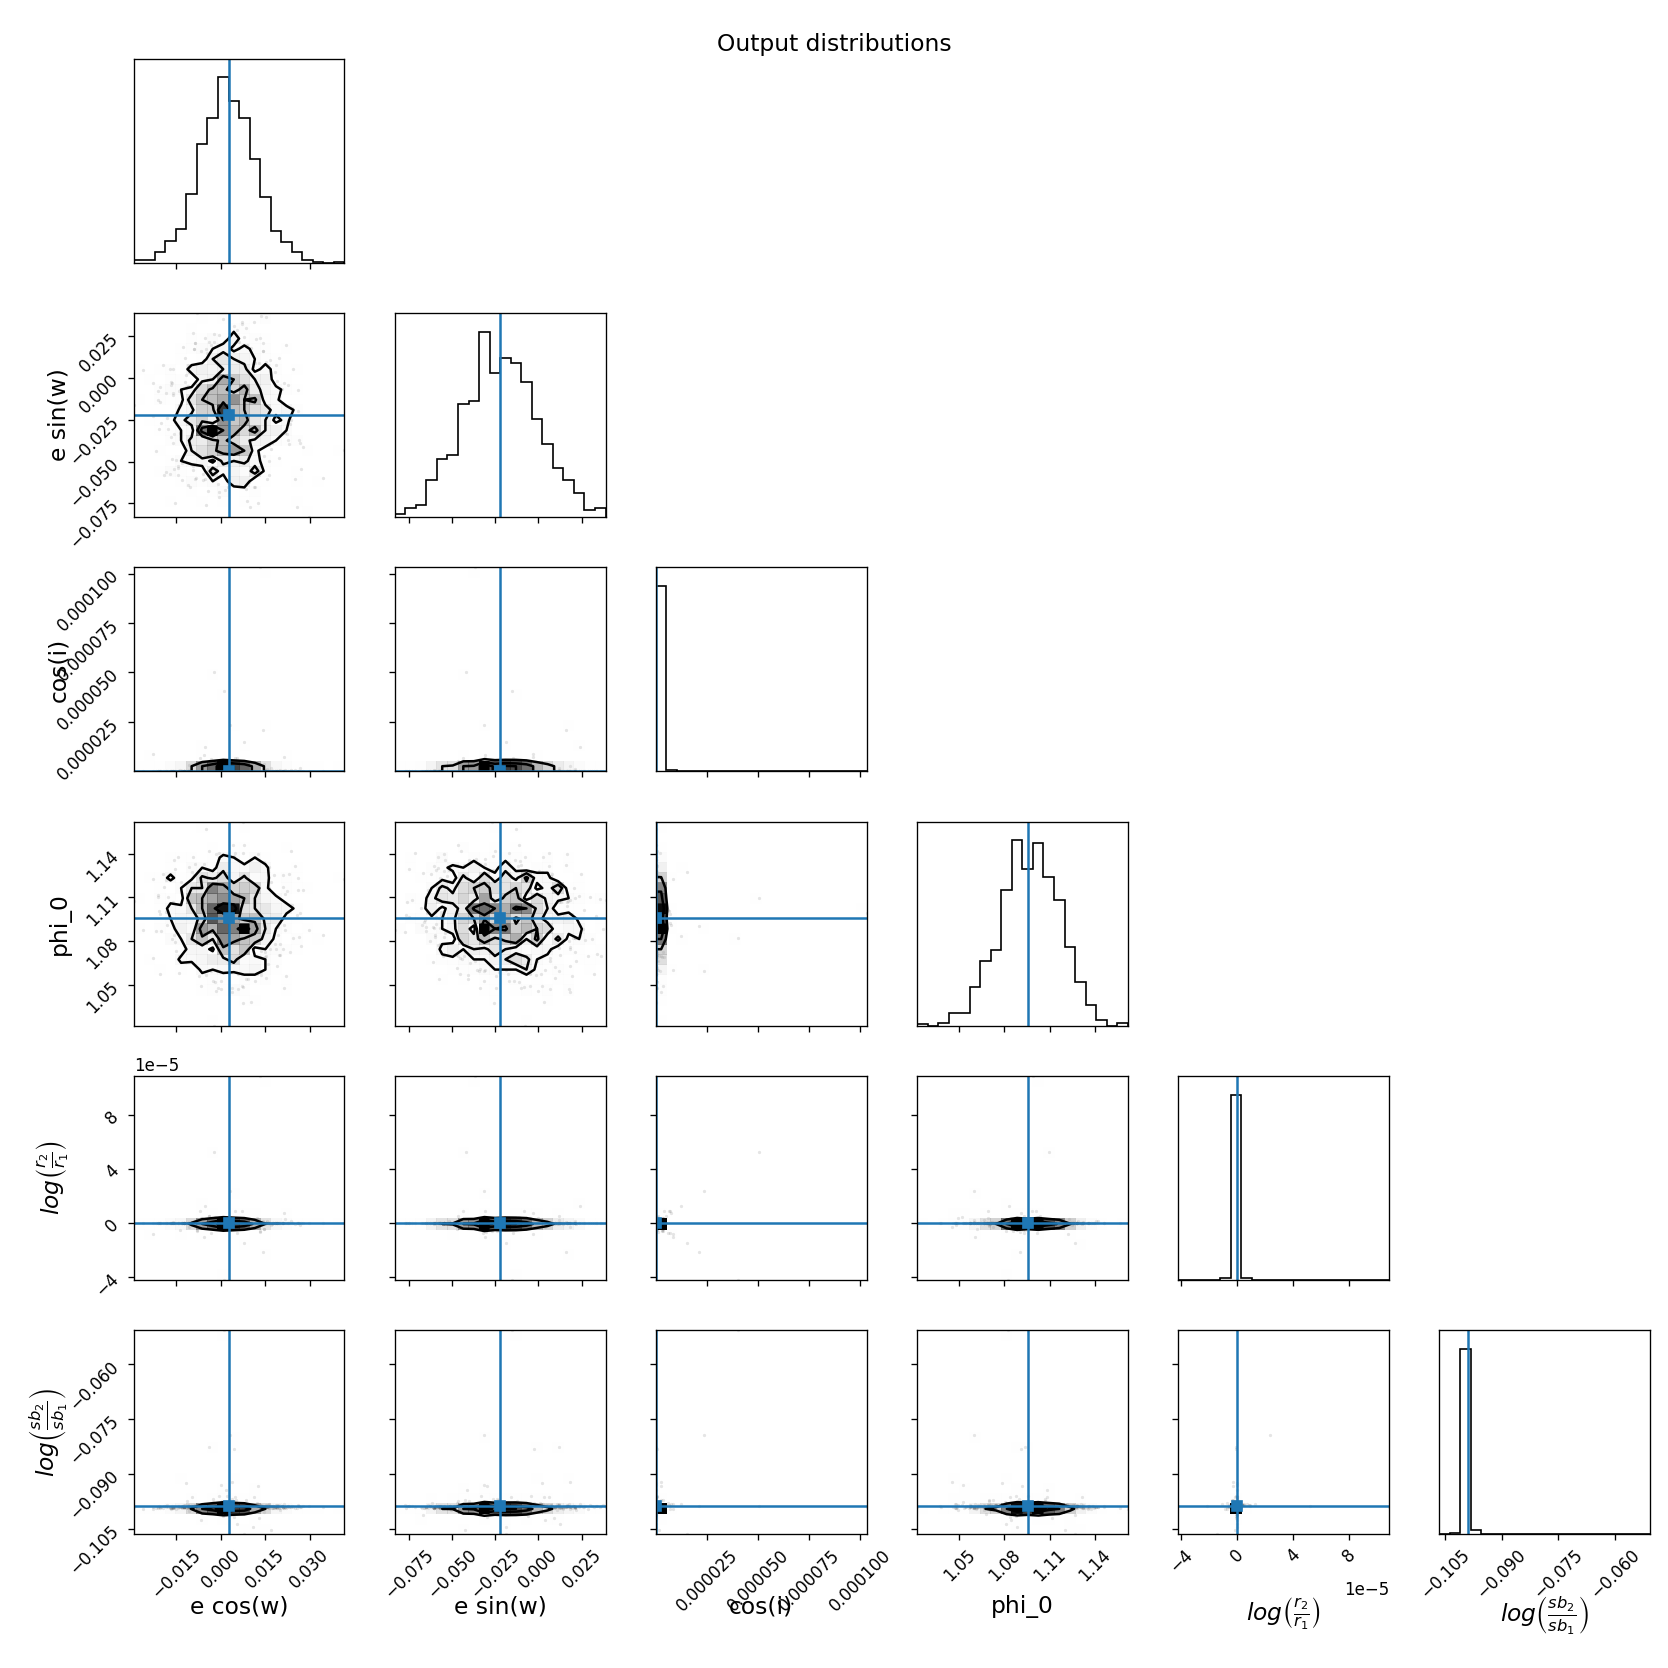 Output distributions
e sin(w)
0.025
0.000
−0.025
−0.050
−0.075
cos(i)
0.000100
0.000075
0.000050
0.000025
phi_0
1.14
1.11
1.08
1.05
1e−5
log(r₂/r₁)
8
4
0
−4
log(sb₂/sb₁)
−0.060
−0.075
−0.090
−0.105
−0.015 0.000 0.015 0.030
e cos(w)
−0.075 −0.050 −0.025 0.000 0.025
e sin(w)
0.000025 0.000050 0.000075 0.000100
cos(i)
1.05 1.08 1.11 1.14
phi_0
−4 0 4 8
1e−5
log(r₂/r₁)
−0.105 −0.090 −0.075 −0.060
log(sb₂/sb₁)